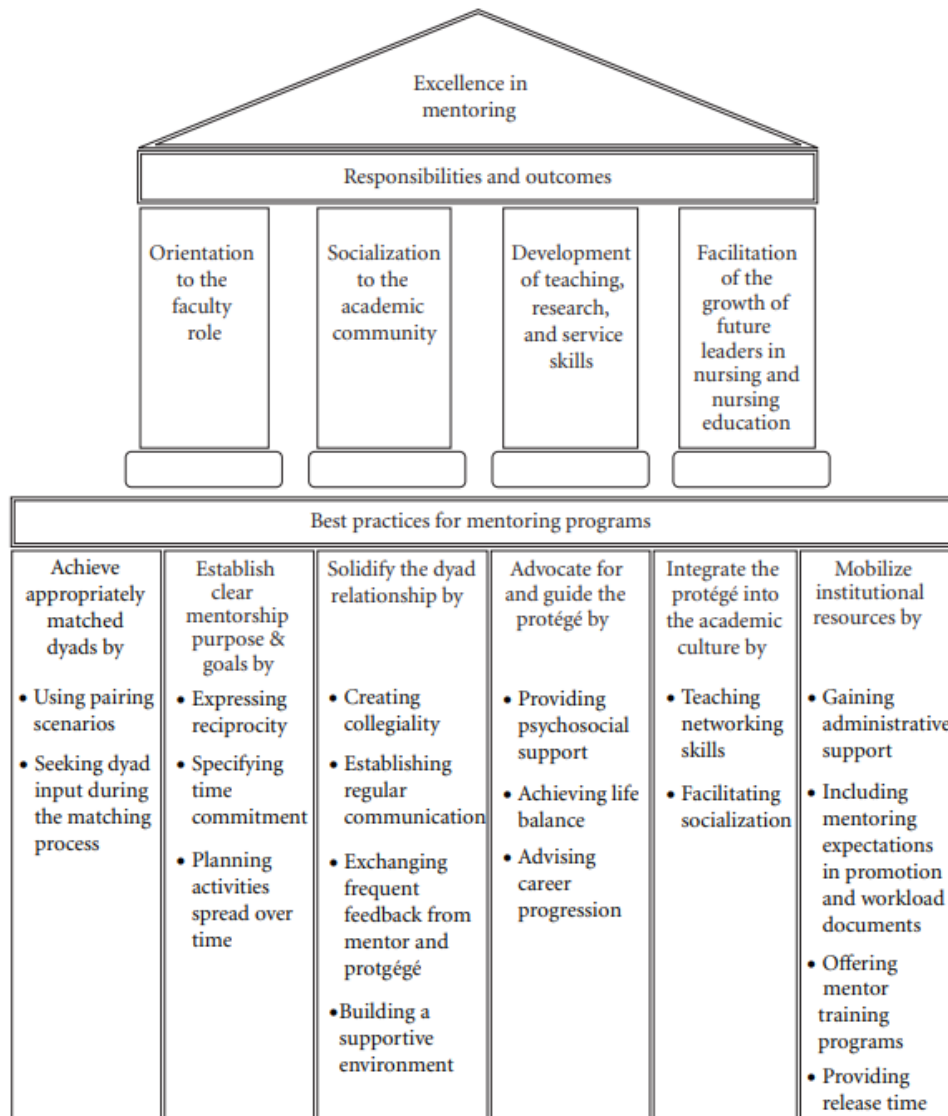 Excellence in
mentoring
Responsibilities and outcomes
Orientation
to the
faculty
role
Socialization
to the
academic
community
Development
of teaching,
research,
and service
skills
Facilitation
of the
growth of
future
leaders in
nursing and
nursing
education
Best practices for mentoring programs
Achieve
appropriately
matched
dyads by
• Using pairing
scenarios
• Seeking dyad
input during
the matching
process
Establish
clear
mentorship
purpose &
goals by
• Expressing
reciprocity
• Specifying
time
commitment
• Planning
activities
spread over
time
Solidify the dyad
relationship by
• Creating
collegiality
• Establishing
regular
communication
• Exchanging
frequent
feedback from
mentor and
protgégé
• Building a
supportive
environment
Advocate for
and guide the
protégé by
• Providing
psychosocial
support
• Achieving life
balance
• Advising
career
progression
Integrate the
protégé into
the academic
culture by
• Teaching
networking
skills
• Facilitating
socialization
Mobilize
institutional
resources by
• Gaining
administrative
support
• Including
mentoring
expectations
in promotion
and workload
documents
• Offering
mentor
training
programs
• Providing
release time